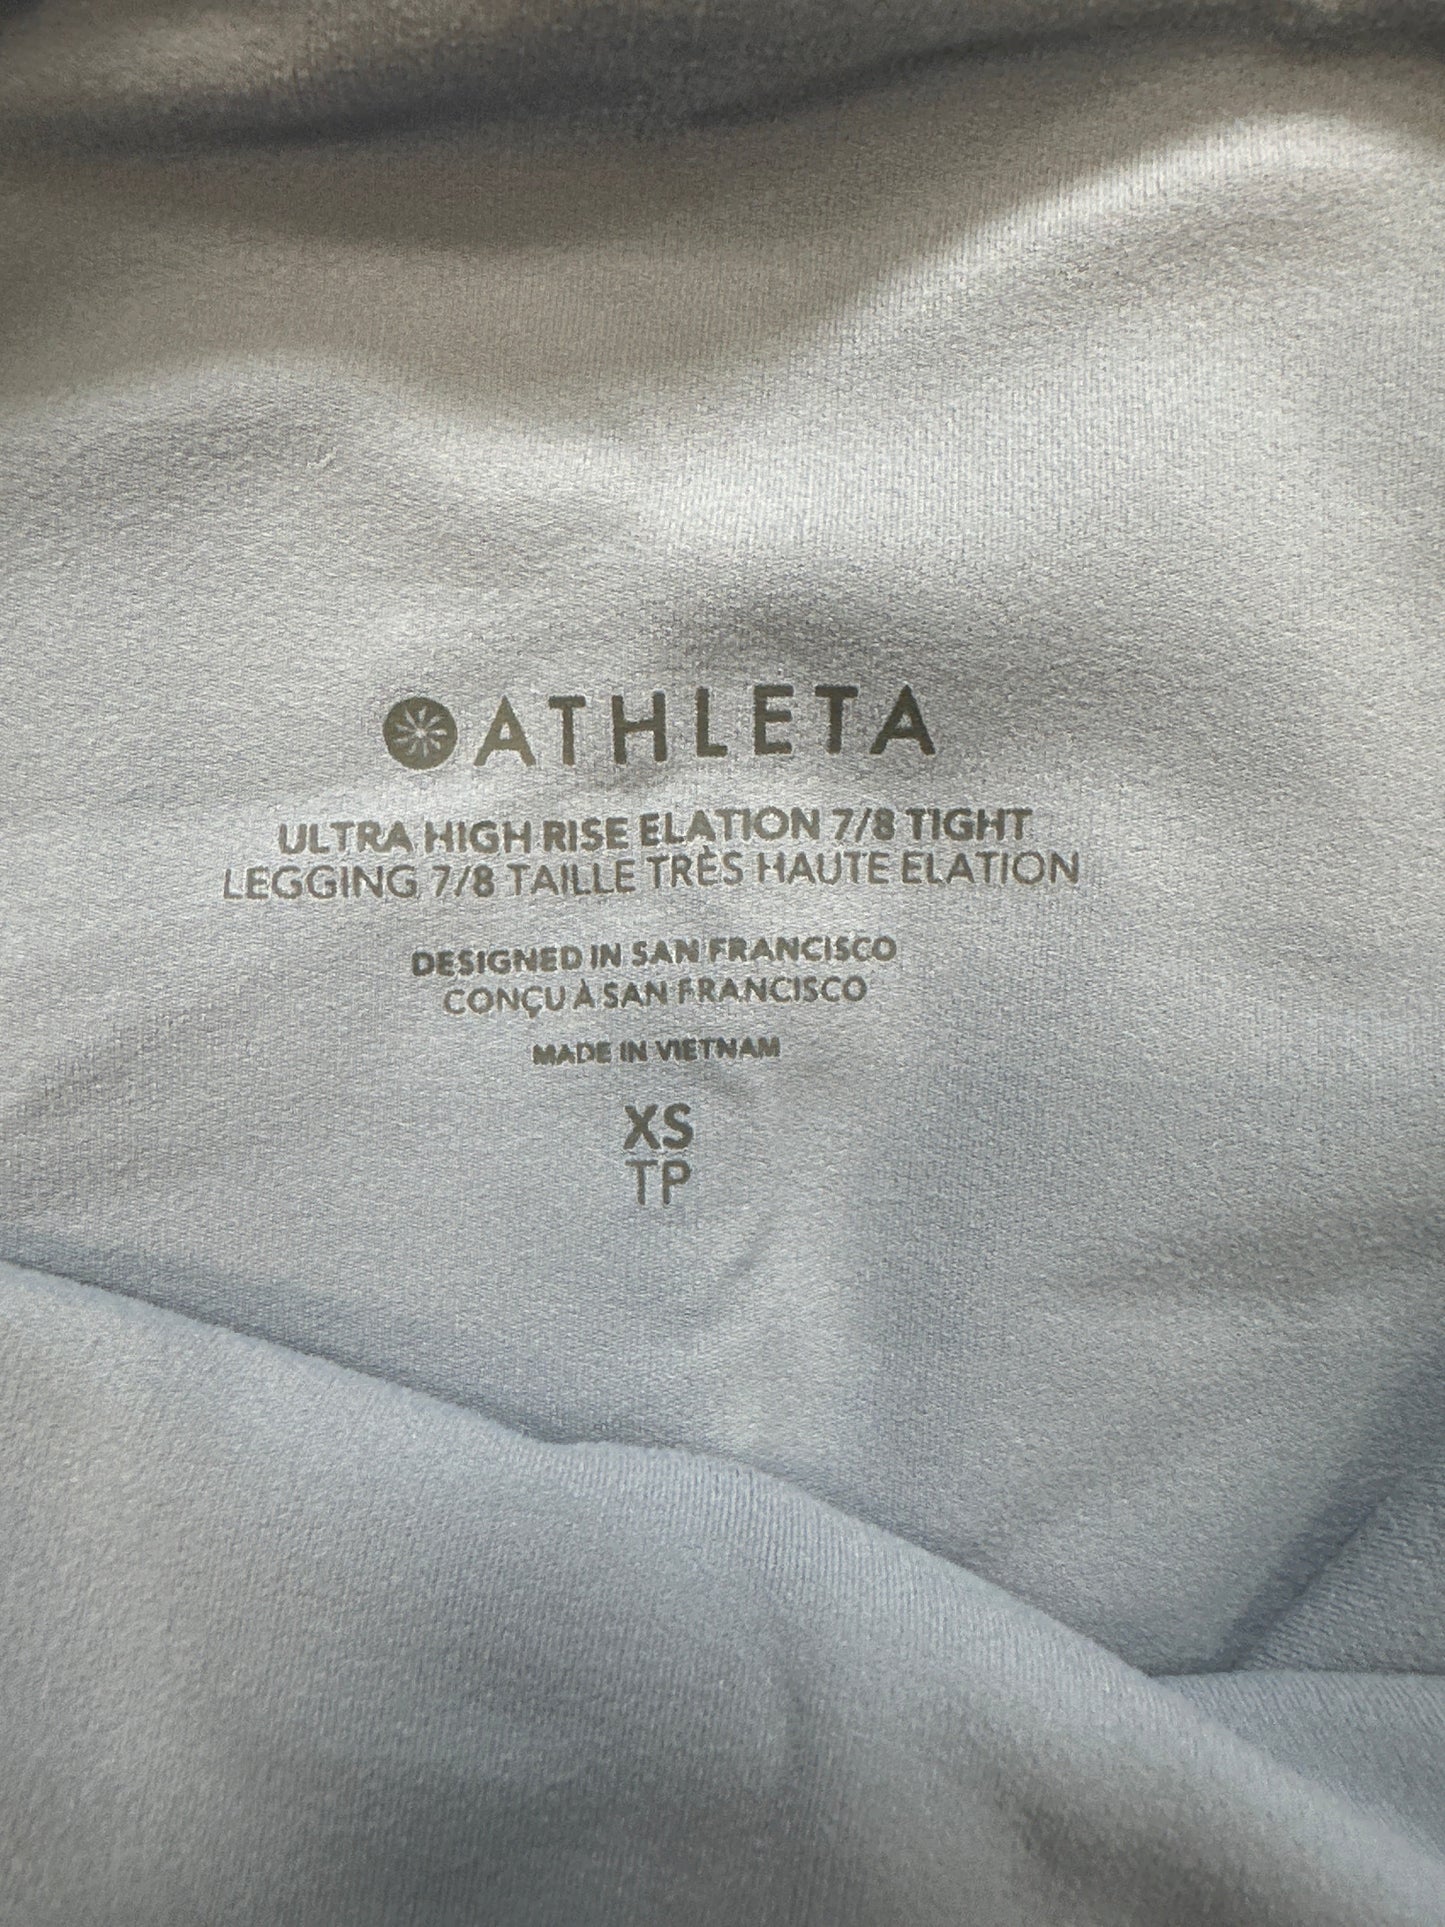 ATHLETA
ULTRA HIGH RISE ELATION 7/8 TIGHT
LEGGING 7/8 TAILLE TRÈS HAUTE ELATION
DESIGNED IN SAN FRANCISCO
CONÇU À SAN FRANCISCO
MADE IN VIETNAM
XS
TP